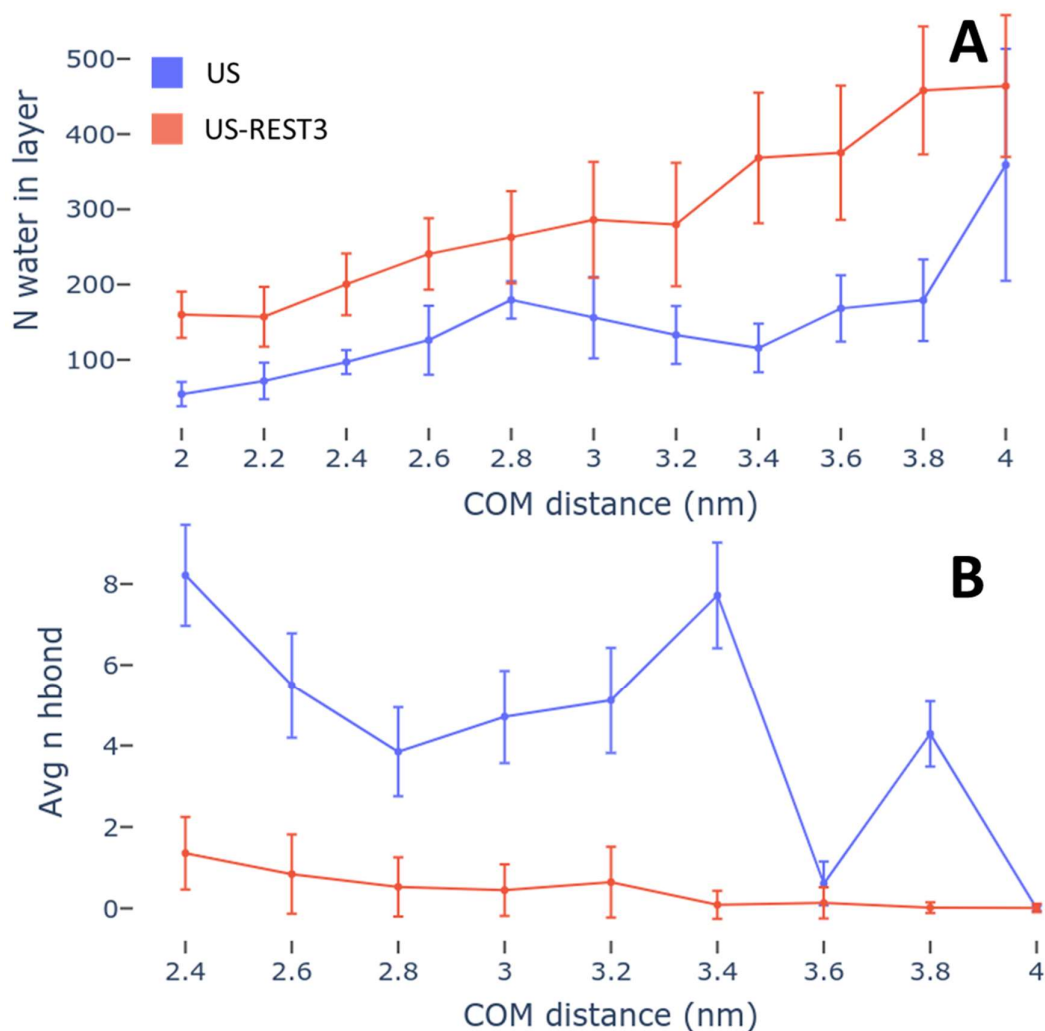 A
US
US-REST3
N water in layer
500
400
300
200
100
2 2.2 2.4 2.6 2.8 3 3.2 3.4 3.6 3.8 4
COM distance (nm)
B
Avg n hbond
8
6
4
2
0
2.4 2.6 2.8 3 3.2 3.4 3.6 3.8 4
COM distance (nm)